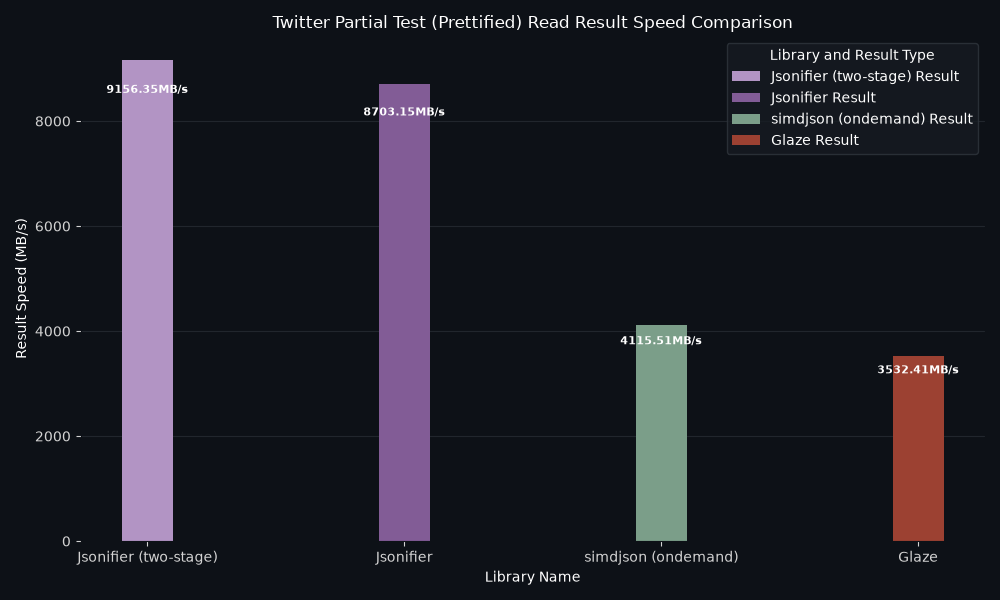 Twitter Partial Test (Prettified) Read Result Speed Comparison
Library and Result Type
Jsonifier (two-stage) Result
Jsonifier Result
simdjson (ondemand) Result
Glaze Result
9156.35MB/s
8703.15MB/s
4115.51MB/s
3532.41MB/s
Result Speed (MB/s)
8000
6000
4000
2000
0
Jsonifier (two-stage)
Jsonifier
simdjson (ondemand)
Glaze
Library Name